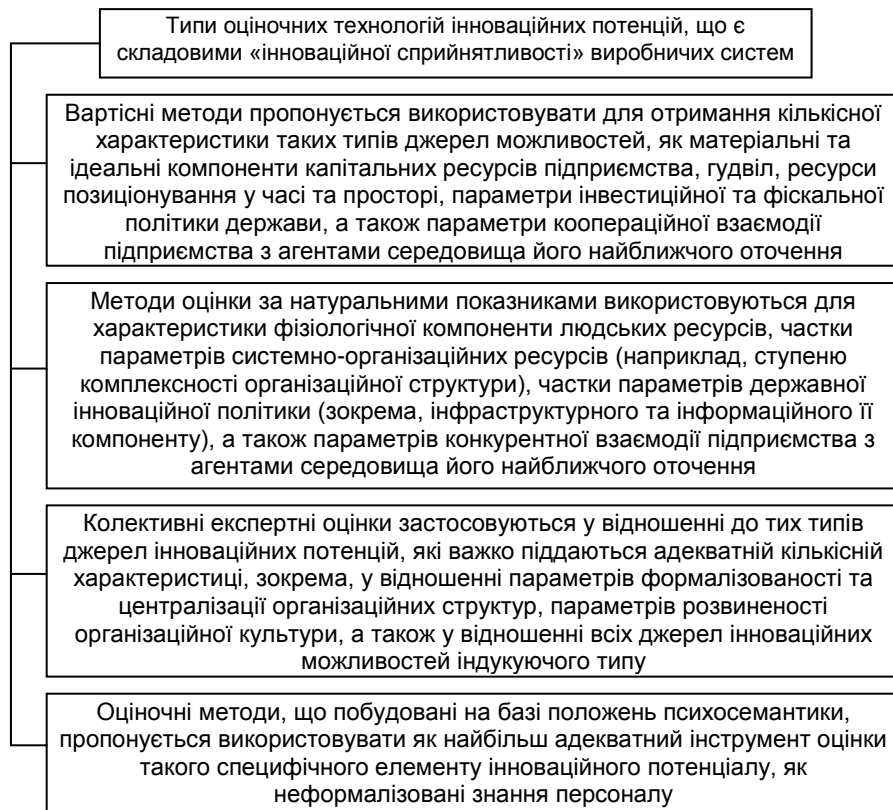 Типи оціночних технологій інноваційних потенцій, що є
складовими «інноваційної сприйнятливості» виробничих систем
Вартісні методи пропонується використовувати для отримання кількісної
характеристики таких типів джерел можливостей, як матеріальні та
ідеальні компоненти капітальних ресурсів підприємства, гудвіл, ресурси
позиціонування у часі та просторі, параметри інвестиційної та фіскальної
політики держави, а також параметри коопераційної взаємодії
підприємства з агентами середовища його найближчого оточення
Методи оцінки за натуральними показниками використовуються для
характеристики фізіологічної компоненти людських ресурсів, частки
параметрів системно-організаційних ресурсів (наприклад, ступеню
комплексності організаційної структури), частки параметрів державної
інноваційної політики (зокрема, інфраструктурного та інформаційного її
компоненту), а також параметрів конкурентної взаємодії підприємства з
агентами середовища його найближчого оточення
Колективні експертні оцінки застосовуються у відношенні до тих типів
джерел інноваційних потенцій, які важко піддаються адекватній кількісній
характеристиці, зокрема, у відношенні параметрів формалізованості та
централізації організаційних структур, параметрів розвиненості
організаційної культури, а також у відношенні всіх джерел інноваційних
можливостей індукуючого типу
Оціночні методи, що побудовані на базі положень психосемантики,
пропонується використовувати як найбільш адекватний інструмент оцінки
такого специфічного елементу інноваційного потенціалу, як
неформалізовані знання персоналу